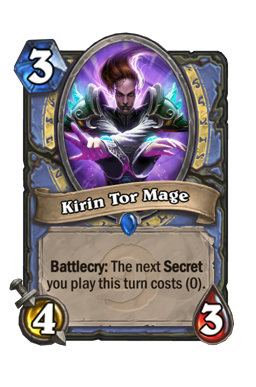 3
Kirin Tor Mage
Battlecry: The next Secret
you play this turn costs (0).
4
3